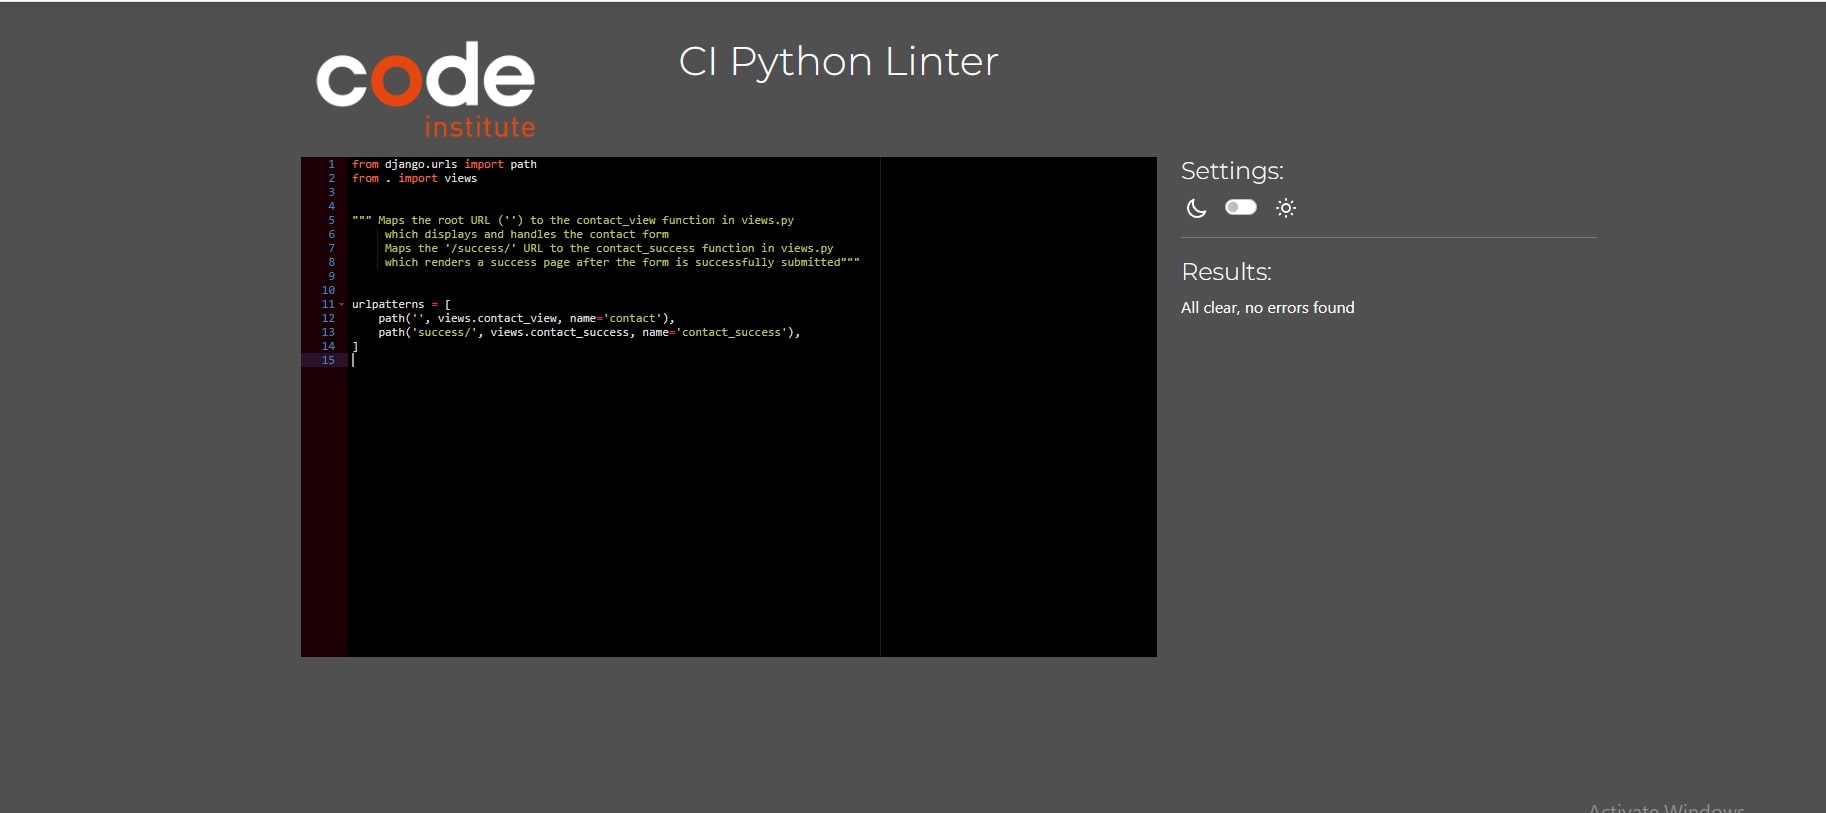 code
institute
CI Python Linter
1 from django.urls import path
2 from . import views
3
4
5 """ Maps the root URL ('') to the contact_view function in views.py
6 which displays and handles the contact form
7 Maps the '/success/' URL to the contact_success function in views.py
8 which renders a success page after the form is successfully submitted"""
9
10
11 urlpatterns = [
12 path('', views.contact_view, name='contact'),
13 path('success/', views.contact_success, name='contact_success'),
14 ]
15
Settings:
Results:
All clear, no errors found
Activate Windows